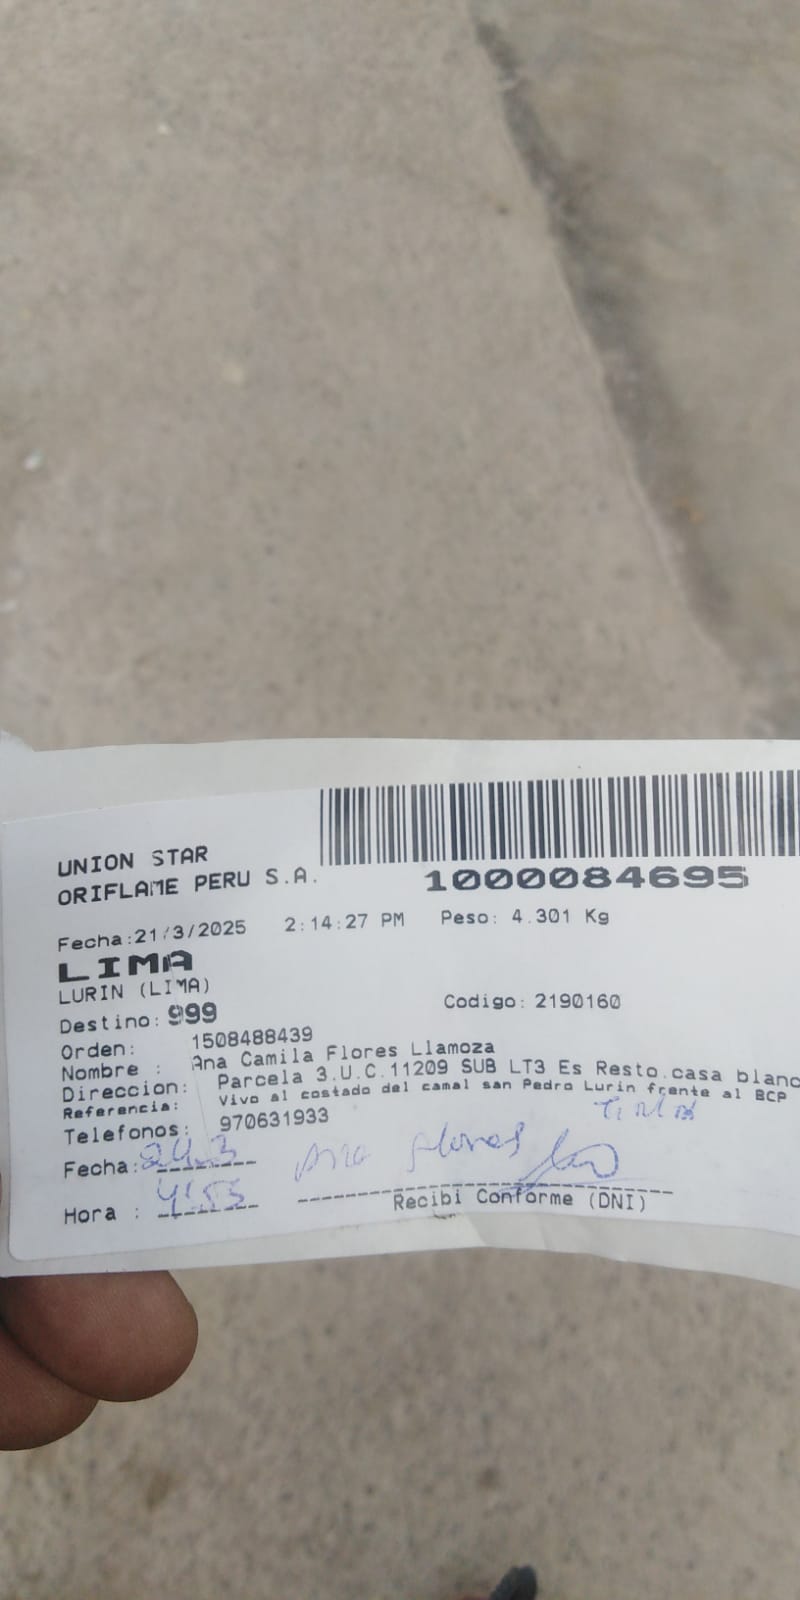 UNION STAR
ORIFLAME PERU S.A.
1000084695
Fecha:21/3/2025 2:14:27 PM Peso: 4.301 Kg
LIMA
LURIN (LIMA)
Destino: 999 Codigo: 2190160
Orden: 1508488439
Nombre : Ana Camila Flores Llamoza
Direccion: Parcela 3.U.C.11209 SUB LT3 Es Resto.casa blanc
Referencia: Vivo al costado del camal san Pedro Lurin frente al BCP
Telefonos: 970631933
Fecha: 24.3 Ana Flores
Hora : 4:53
Recibi Conforme (DNI)